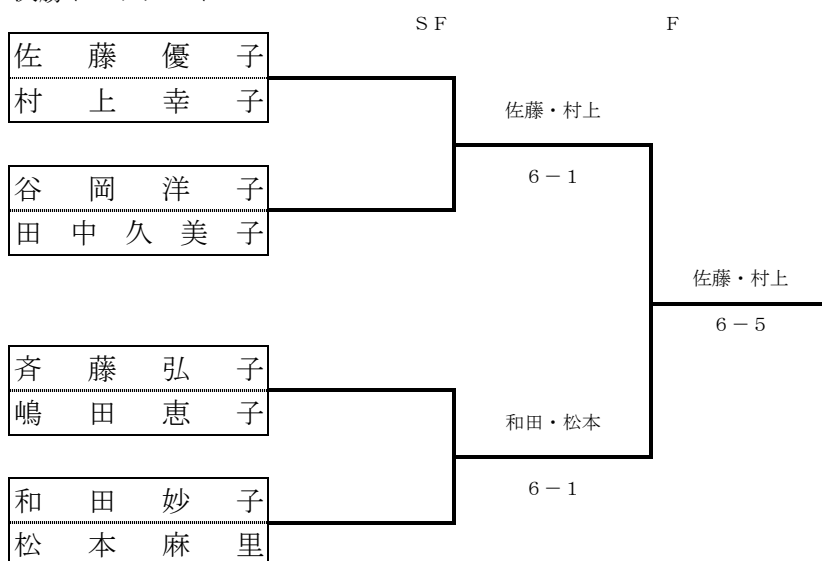 ＳＦ Ｆ
佐藤優子
村上幸子
佐藤・村上
６－１
谷岡洋子
田中久美子
佐藤・村上
６－５
斉藤弘子
嶋田恵子
和田・松本
６－１
和田妙子
松本麻里